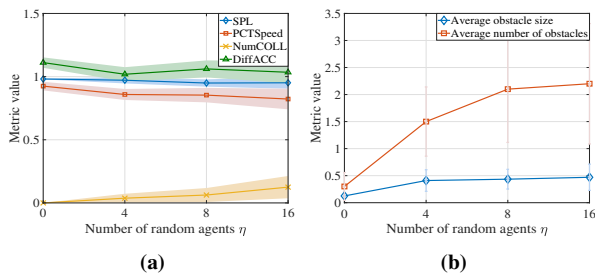 1.5
1
0.5
0
0
4
8
16
Metric value
Number of random agents η
SPL
PCTSpeed
NumCOLL
DiffACC
(a)
3.5
3
2.5
2
1.5
1
0.5
0
0
4
8
16
Metric value
Number of random agents η
Average obstacle size
Average number of obstacles
(b)